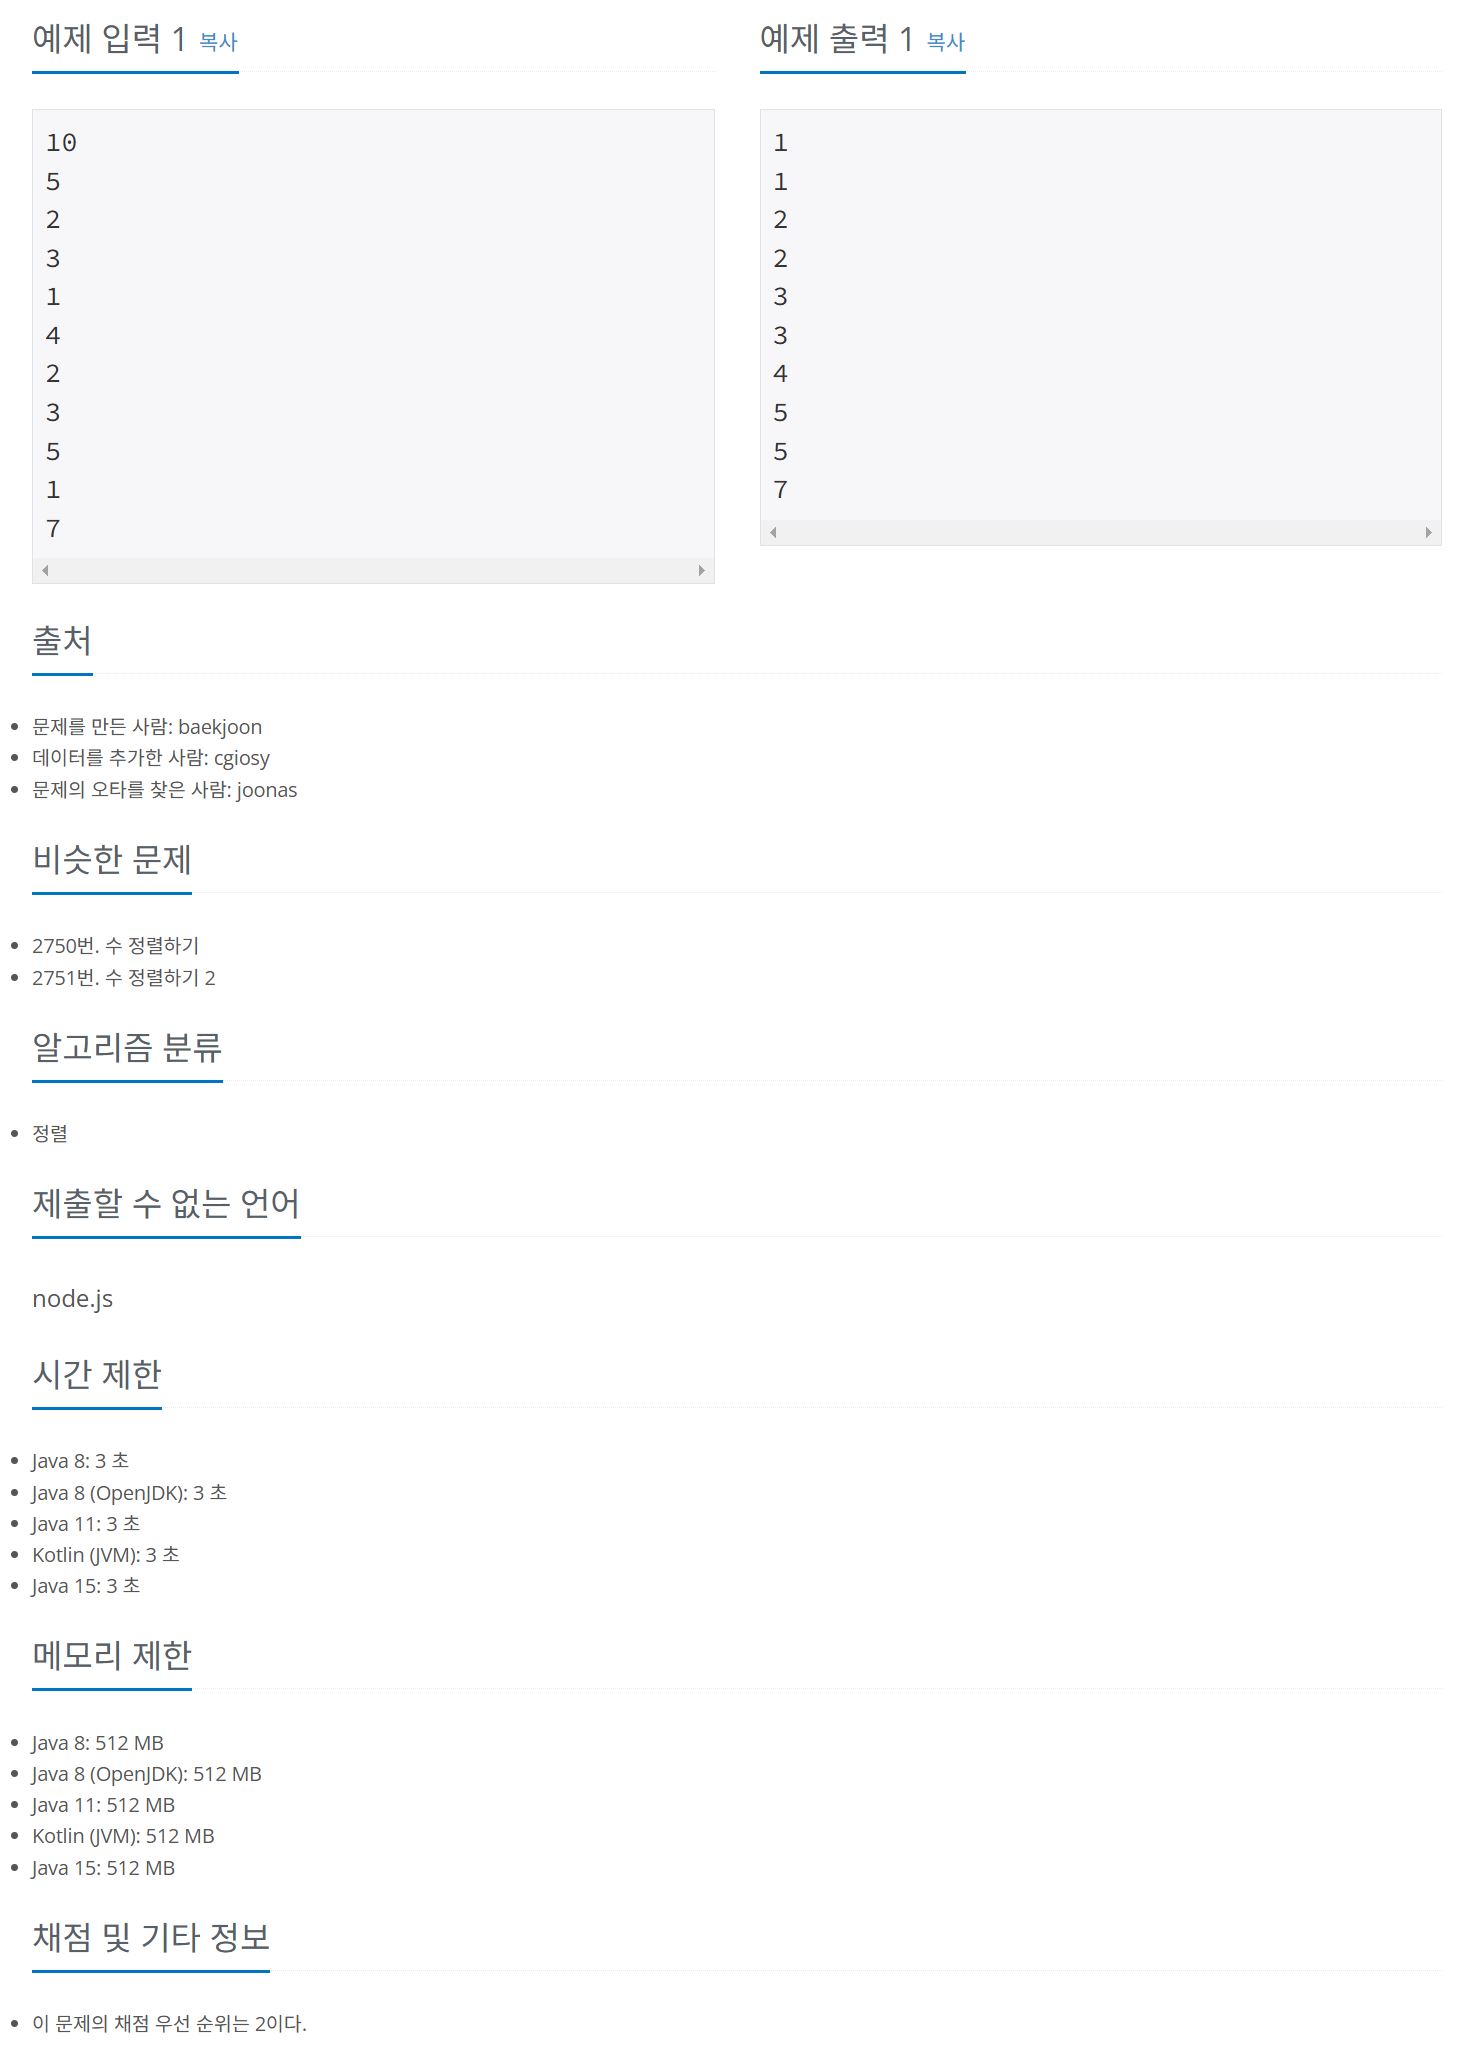 예제 입력 1 복사
10
5
2
3
1
4
2
3
5
1
7
예제 출력 1 복사
1
1
2
2
3
3
4
5
5
7
출처
문제를 만든 사람: baekjoon
데이터를 추가한 사람: cgiosy
문제의 오타를 찾은 사람: joonas
비슷한 문제
2750번. 수 정렬하기
2751번. 수 정렬하기 2
알고리즘 분류
정렬
제출할 수 없는 언어
node.js
시간 제한
Java 8: 3 초
Java 8 (OpenJDK): 3 초
Java 11: 3 초
Kotlin (JVM): 3 초
Java 15: 3 초
메모리 제한
Java 8: 512 MB
Java 8 (OpenJDK): 512 MB
Java 11: 512 MB
Kotlin (JVM): 512 MB
Java 15: 512 MB
채점 및 기타 정보
이 문제의 채점 우선 순위는 2이다.